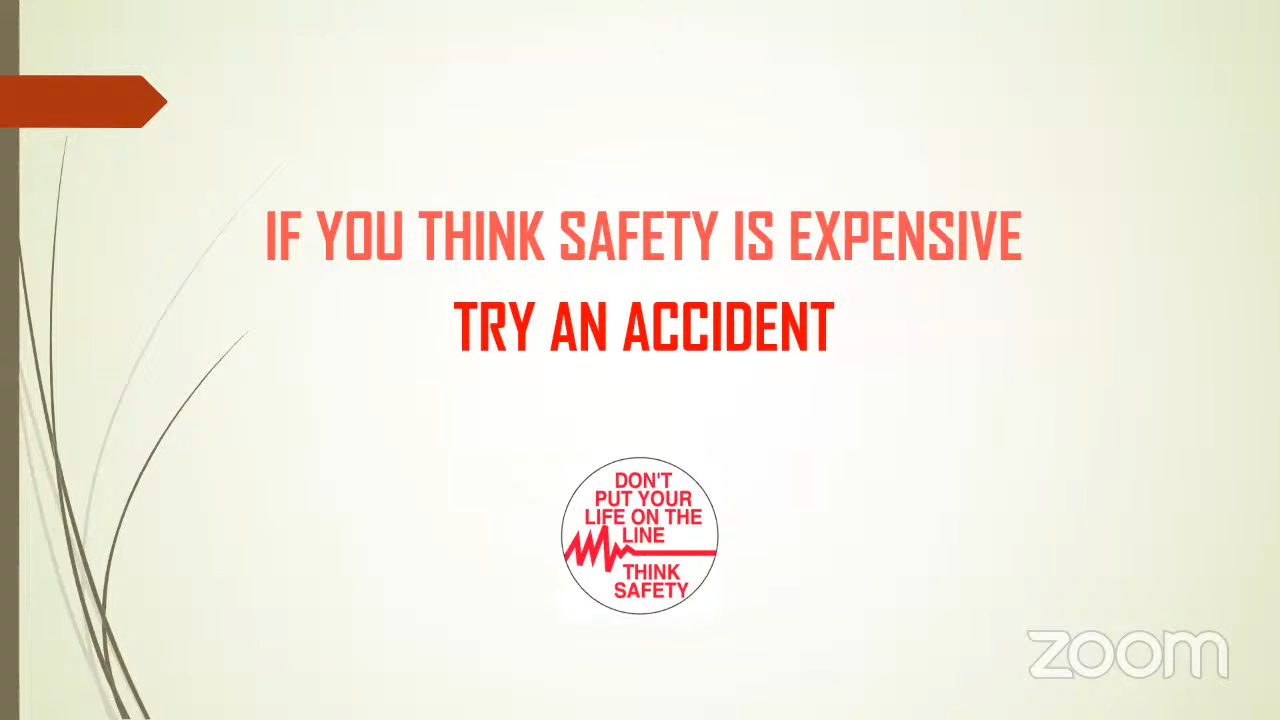 IF YOU THINK SAFETY IS EXPENSIVE
TRY AN ACCIDENT
DON'T
PUT YOUR
LIFE ON THE
LINE
THINK
SAFETY
zoom